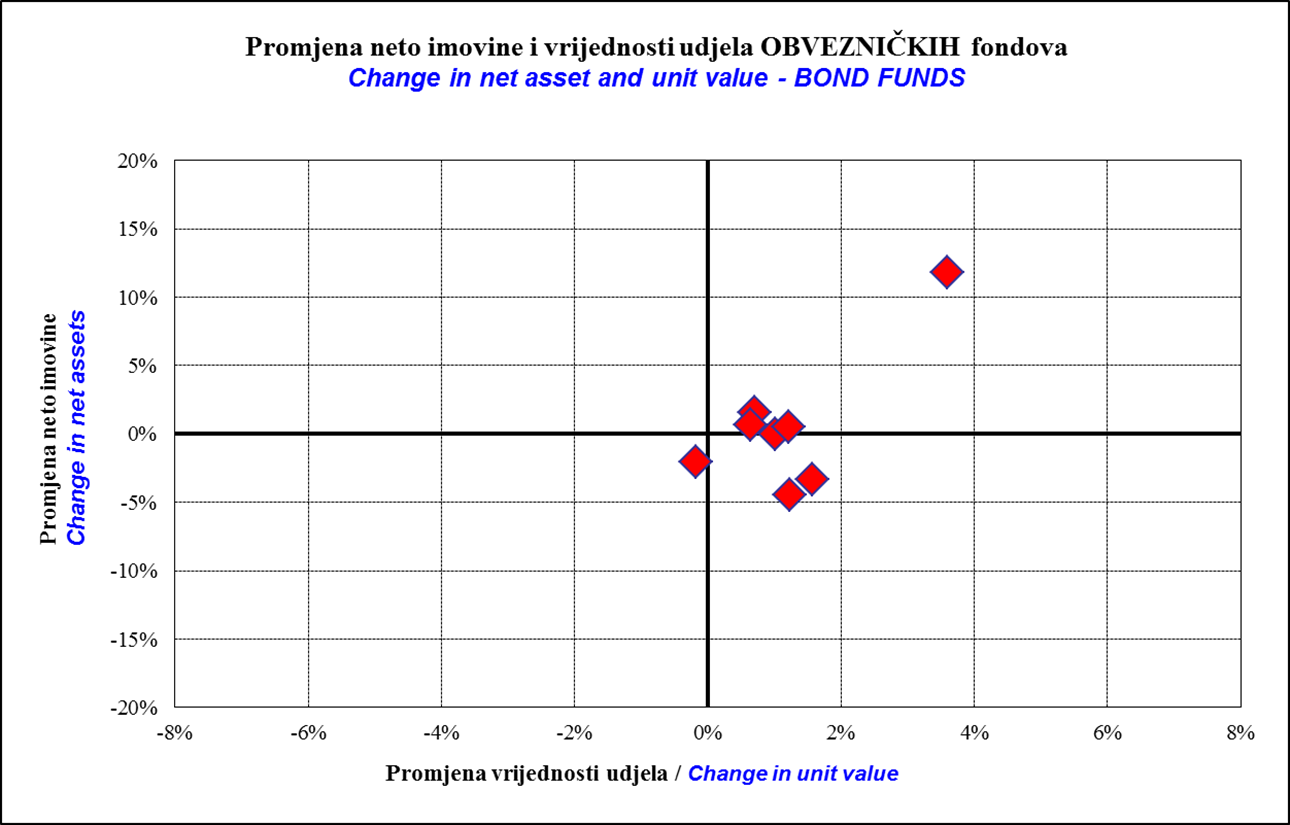 Promjena neto imovine i vrijednosti udjela OBVEZNIČKIH fondova
Change in net asset and unit value - BOND FUNDS
Promjena neto imovine
Change in net assets
20%
15%
10%
5%
0%
-5%
-10%
-15%
-20%
-8% -6% -4% -2% 0% 2% 4% 6% 8%
Promjena vrijednosti udjela / Change in unit value